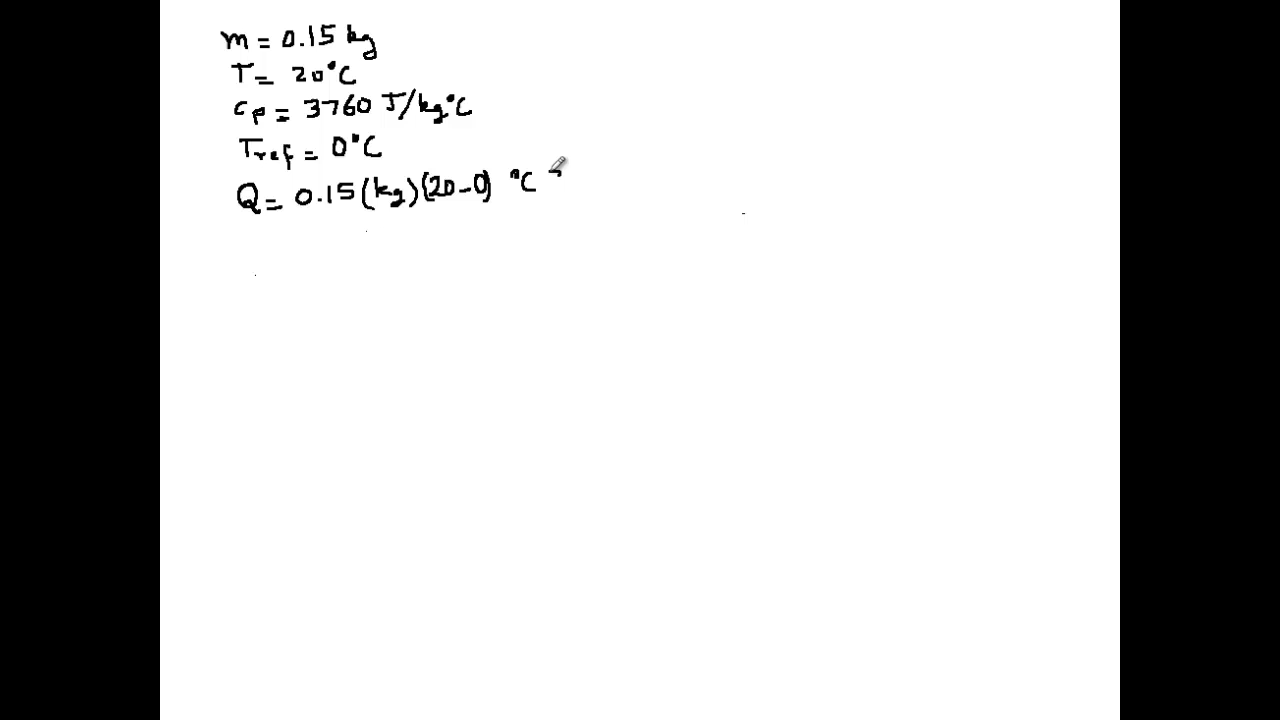 m = 0.15 kg
T = 20°C
cp = 3760 J/kg°C
Tref = 0°C
Q = 0.15 (kg)(20-0) °C